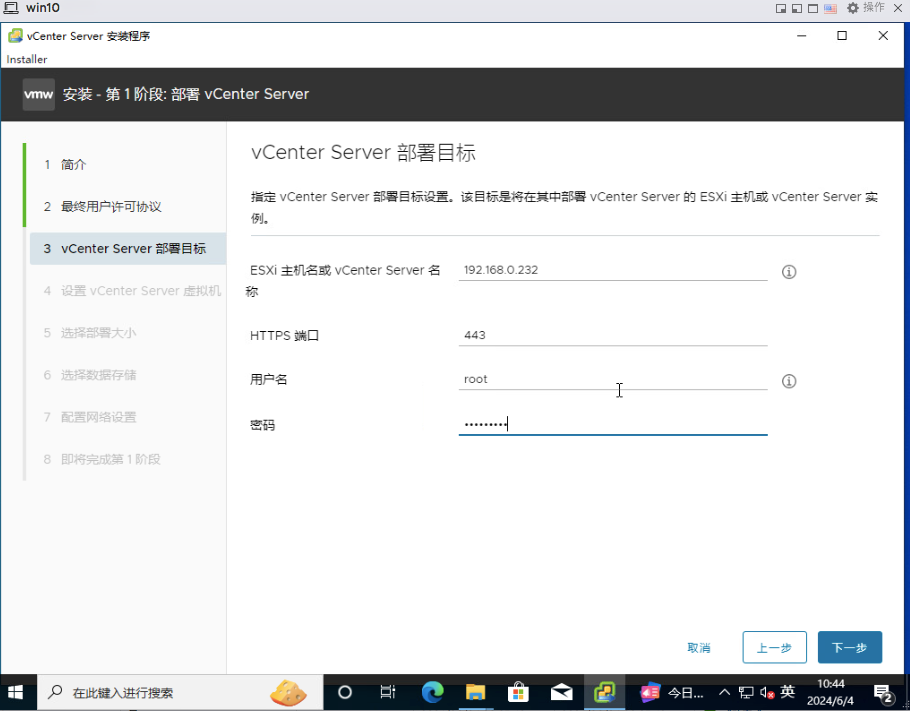 win10
操作
vCenter Server 安装程序
Installer
vmw 安装 - 第 1 阶段: 部署 vCenter Server
1 简介
2 最终用户许可协议
3 vCenter Server 部署目标
4 设置 vCenter Server 虚拟机
5 选择部署大小
6 选择数据存储
7 配置网络设置
8 即将完成第 1 阶段
vCenter Server 部署目标
指定 vCenter Server 部署目标设置。该目标是将在其中部署 vCenter Server 的 ESXi 主机或 vCenter Server 实
例。
ESXi 主机名或 vCenter Server 名
称
192.168.0.232
HTTPS 端口
443
用户名
root
密码
•••••••••
取消
上一步
下一步
在此键入进行搜索
今日...
英
10:44
2024/6/4
2